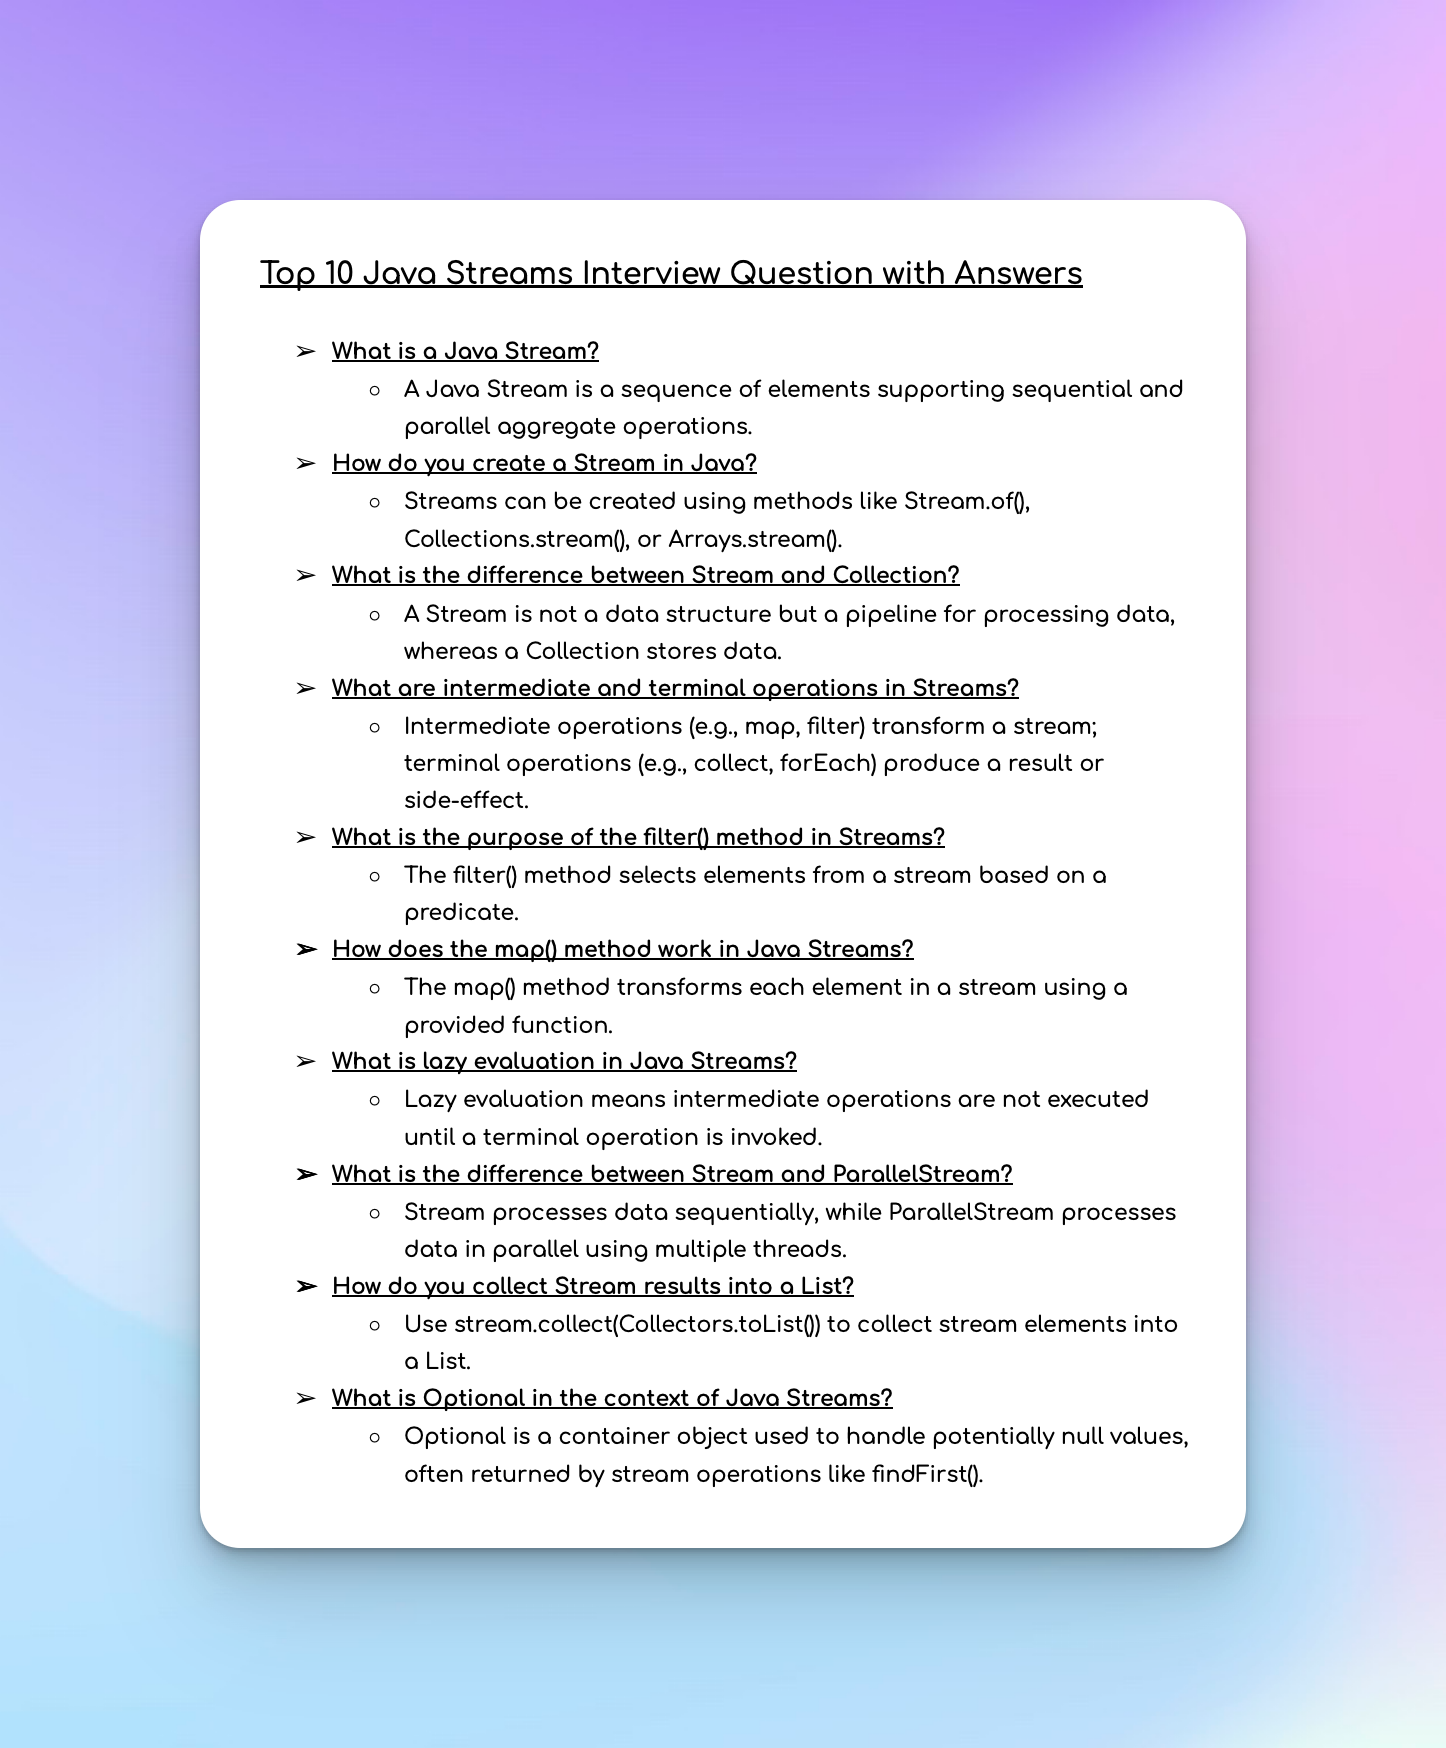 Top 10 Java Streams Interview Question with Answers
➢ What is a Java Stream?
○ A Java Stream is a sequence of elements supporting sequential and
parallel aggregate operations.
➢ How do you create a Stream in Java?
○ Streams can be created using methods like Stream.of(),
Collections.stream(), or Arrays.stream().
➢ What is the difference between Stream and Collection?
○ A Stream is not a data structure but a pipeline for processing data,
whereas a Collection stores data.
➢ What are intermediate and terminal operations in Streams?
○ Intermediate operations (e.g., map, filter) transform a stream;
terminal operations (e.g., collect, forEach) produce a result or
side-effect.
➢ What is the purpose of the filter() method in Streams?
○ The filter() method selects elements from a stream based on a
predicate.
➢ How does the map() method work in Java Streams?
○ The map() method transforms each element in a stream using a
provided function.
➢ What is lazy evaluation in Java Streams?
○ Lazy evaluation means intermediate operations are not executed
until a terminal operation is invoked.
➢ What is the difference between Stream and ParallelStream?
○ Stream processes data sequentially, while ParallelStream processes
data in parallel using multiple threads.
➢ How do you collect Stream results into a List?
○ Use stream.collect(Collectors.toList()) to collect stream elements into
a List.
➢ What is Optional in the context of Java Streams?
○ Optional is a container object used to handle potentially null values,
often returned by stream operations like findFirst().